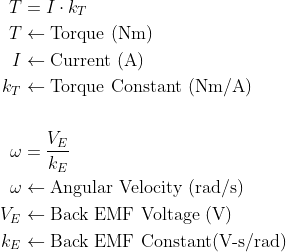 T = I · k_T
T ← Torque (Nm)
I ← Current (A)
k_T ← Torque Constant (Nm/A)
ω = V_E / k_E
ω ← Angular Velocity (rad/s)
V_E ← Back EMF Voltage (V)
k_E ← Back EMF Constant(V-s/rad)